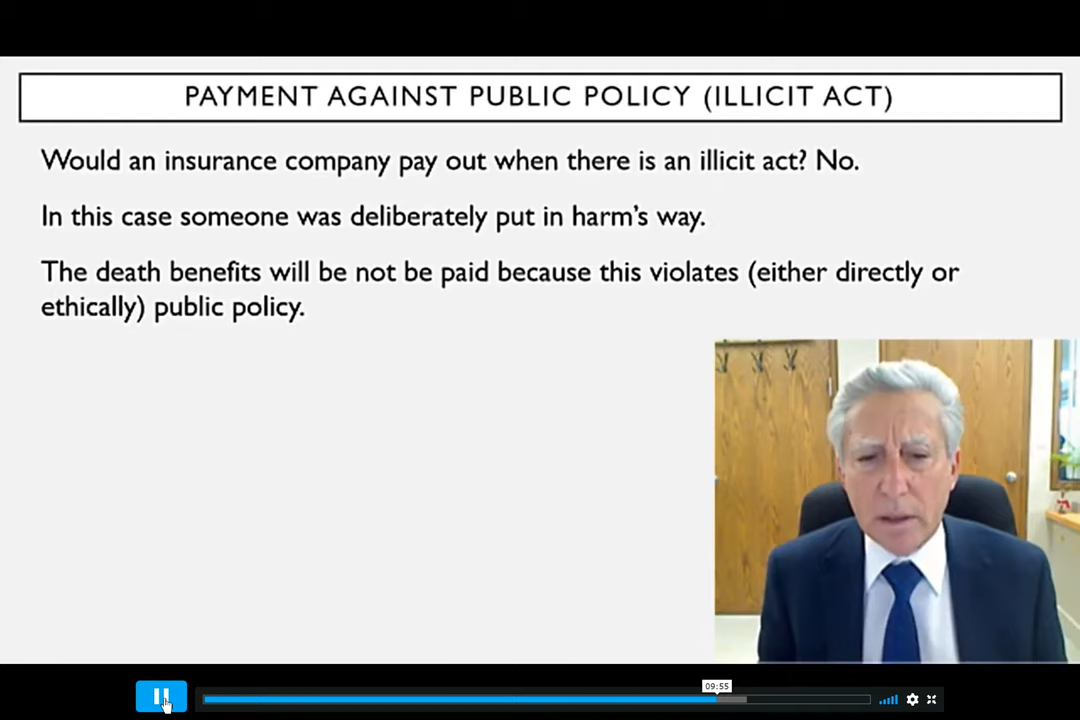 PAYMENT AGAINST PUBLIC POLICY (ILLICIT ACT)
Would an insurance company pay out when there is an illicit act? No.
In this case someone was deliberately put in harm's way.
The death benefits will be not be paid because this violates (either directly or
ethically) public policy.
09:55